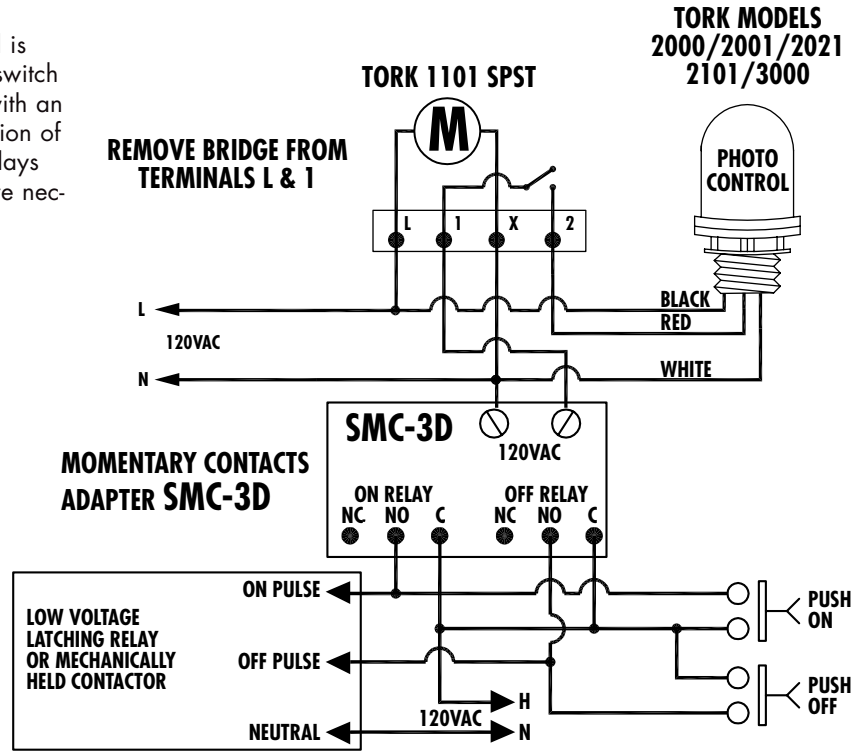 is
switch
with an
tion of
lays
re nec-
TORK MODELS
2000/2001/2021
2101/3000
TORK 1101 SPST
M
REMOVE BRIDGE FROM
TERMINALS L & 1
PHOTO
CONTROL
L 1 X 2
BLACK
L
RED
120VAC
WHITE
N
SMC-3D
120VAC
MOMENTARY CONTACTS
ADAPTER SMC-3D
ON RELAY OFF RELAY
NC NO C NC NO C
ON PULSE
PUSH
ON
LOW VOLTAGE
LATCHING RELAY
OR MECHANICALLY
HELD CONTACTOR
OFF PULSE
PUSH
OFF
H
120VAC
NEUTRAL
N